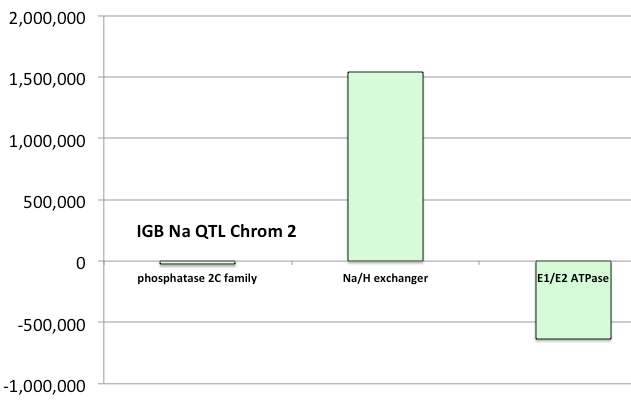 2,000,000
1,500,000
1,000,000
500,000
IGB Na QTL Chrom 2
0
phosphatase 2C family
Na/H exchanger
E1/E2 ATPase
-500,000
-1,000,000